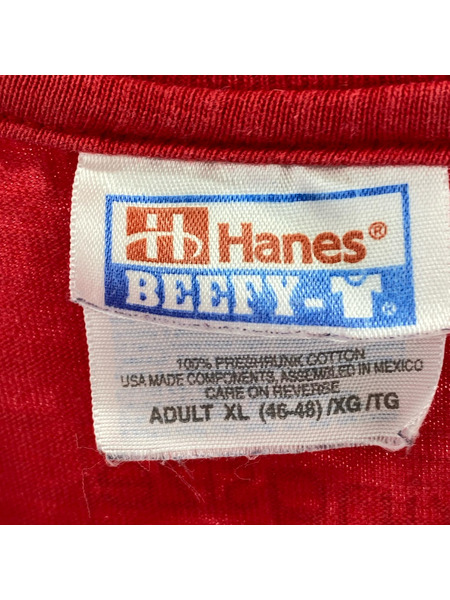 Hanes®
BEEFY-T®
100% PRESHRUNK COTTON
USA MADE COMPONENTS, ASSEMBLED IN MEXICO
CARE ON REVERSE
ADULT XL (46-48) /XG /TG